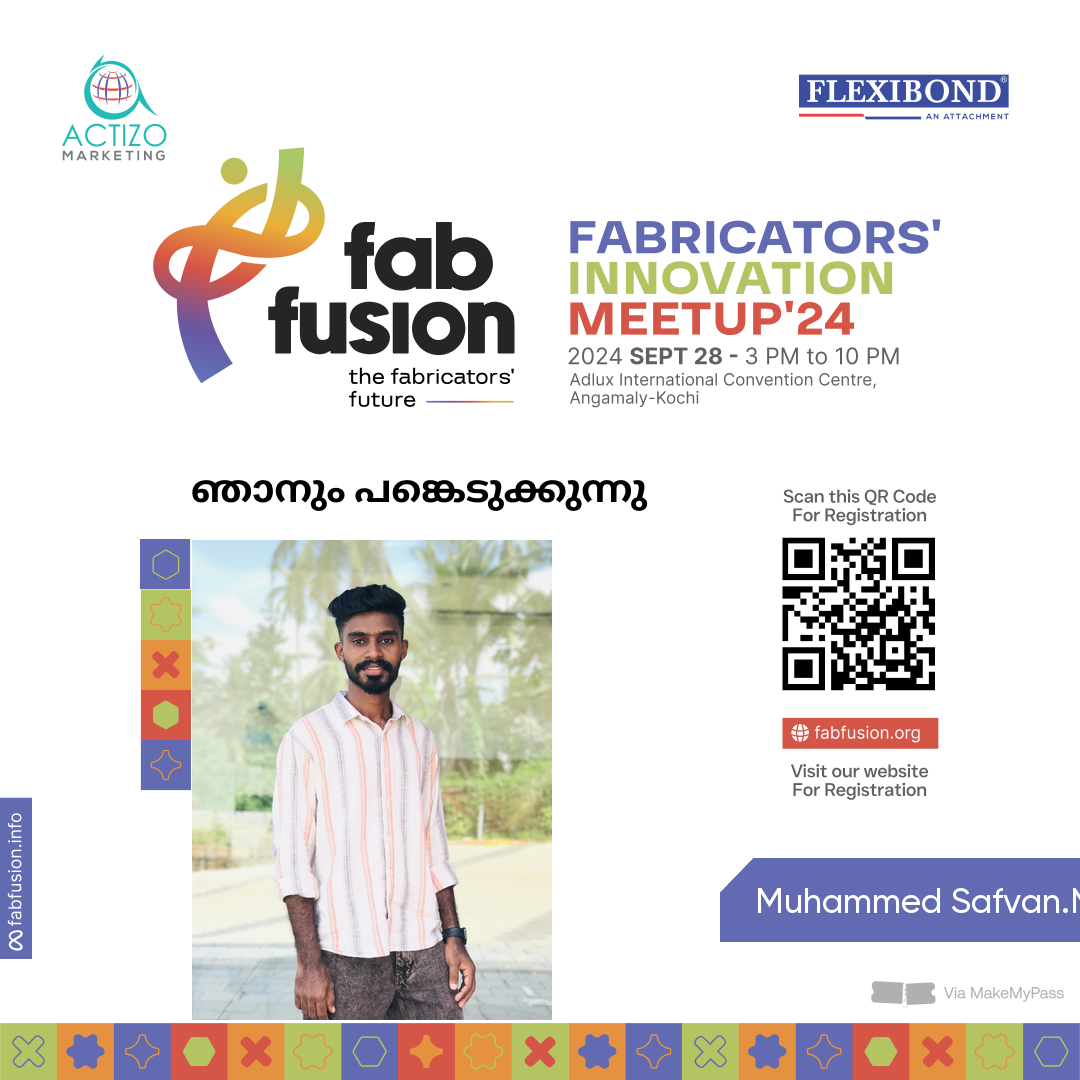 ACTIZO
MARKETING
FLEXIBOND®
AN ATTACHMENT
fab
fusion
the fabricators'
future
FABRICATORS'
INNOVATION
MEETUP'24
2024 SEPT 28 - 3 PM to 10 PM
Adlux International Convention Centre,
Angamaly-Kochi
ഞാനും പങ്കെടുക്കുന്നു
Scan this QR Code
For Registration
fabfusion.org
Visit our website
For Registration
fabfusion.info
Muhammed Safvan.
Via MakeMyPass